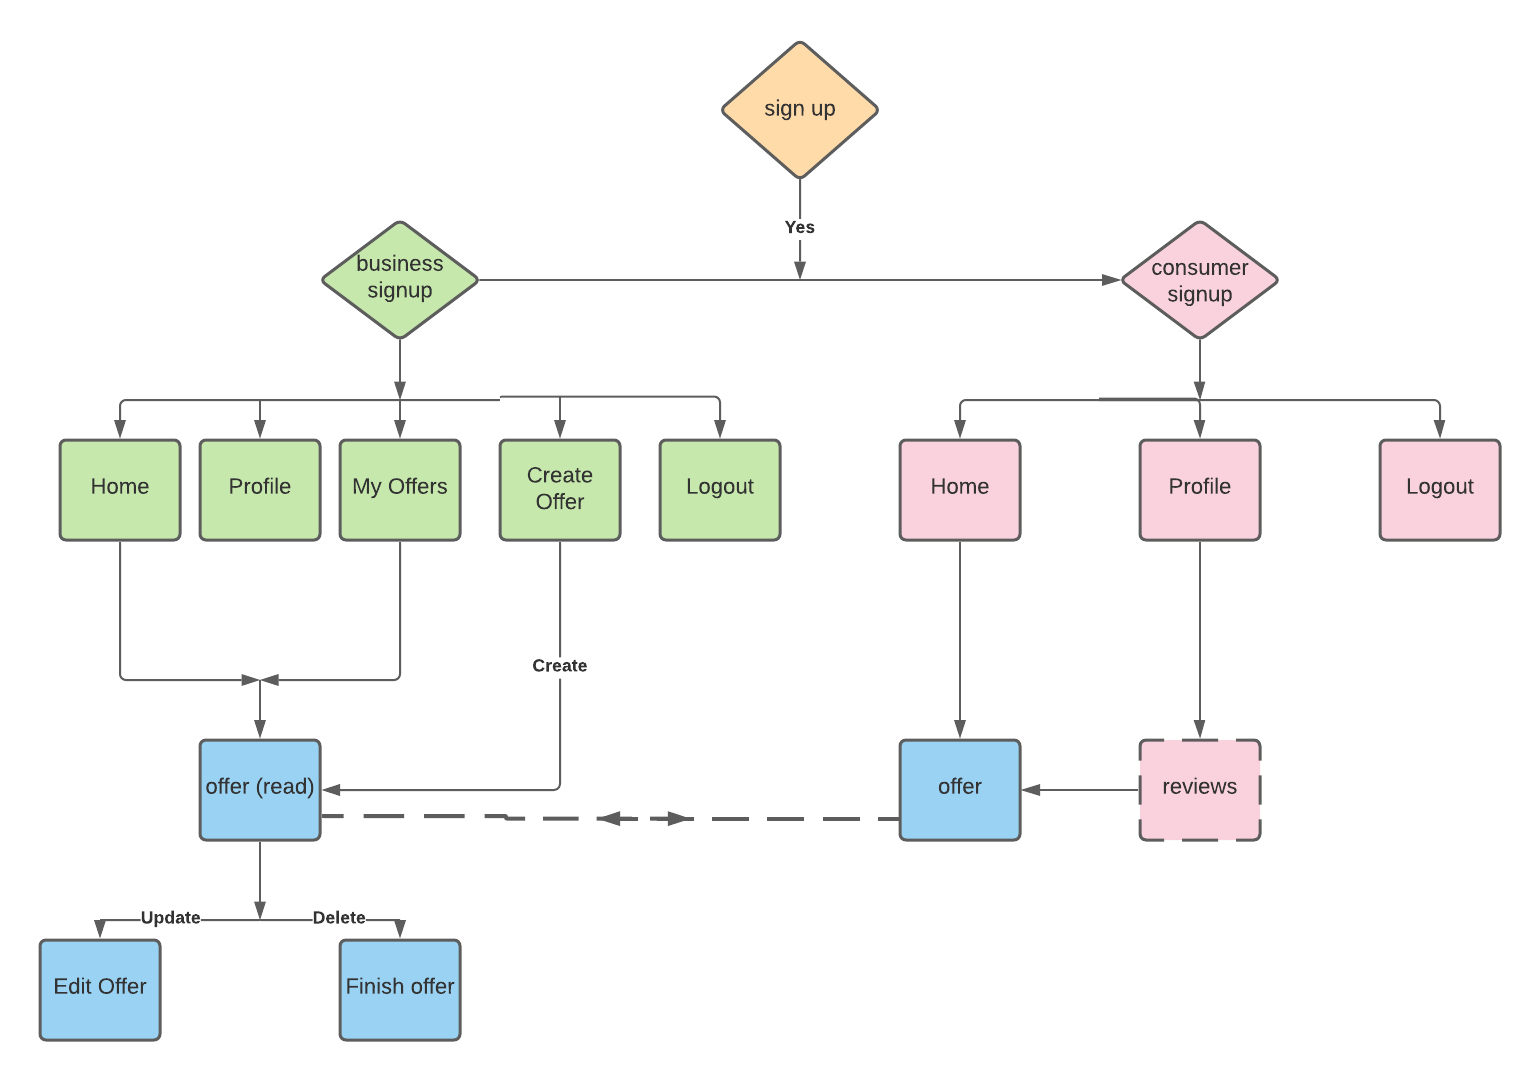 sign up
Yes
business
signup
consumer
signup
Home
Profile
My Offers
Create
Offer
Logout
Home
Profile
Logout
Create
offer (read)
offer
reviews
Update
Delete
Edit Offer
Finish offer